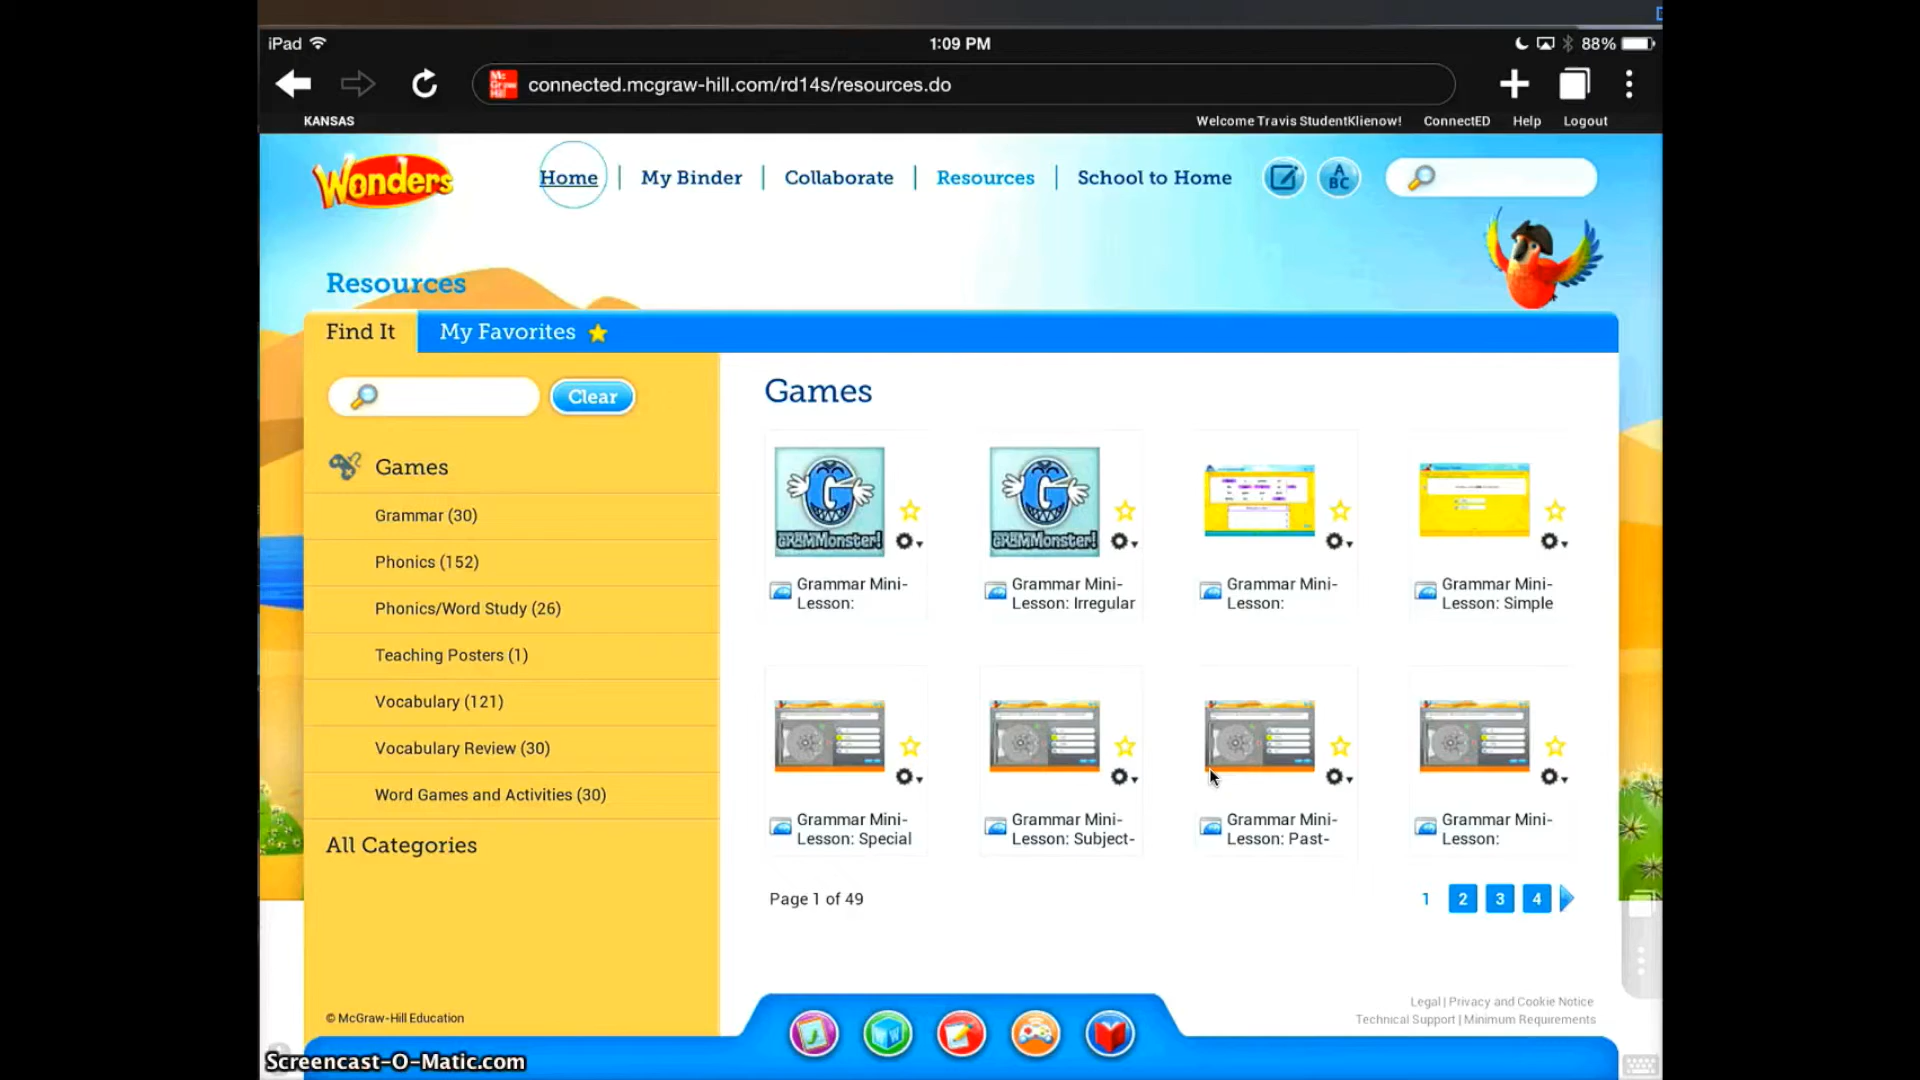 iPad
1:09 PM
88%
connected.mcgraw-hill.com/rd14s/resources.do
KANSAS
Welcome Travis StudentKlienow!
ConnectED
Help
Logout
Wonders
Home
My Binder
Collaborate
Resources
School to Home
A
BC
Resources
Find It
My Favorites
Clear
Games
Grammar (30)
Phonics (152)
Phonics/Word Study (26)
Teaching Posters (1)
Vocabulary (121)
Vocabulary Review (30)
Word Games and Activities (30)
All Categories
© McGraw-Hill Education
Games
G
GRAMMonster!
Grammar Mini-
Lesson:
G
GRAMMonster!
Grammar Mini-
Lesson: Irregular
Grammar Mini-
Lesson:
Grammar Mini-
Lesson: Simple
Grammar Mini-
Lesson: Special
Grammar Mini-
Lesson: Subject-
Grammar Mini-
Lesson: Past-
Grammar Mini-
Lesson:
Page 1 of 49
1 2 3 4
Legal | Privacy and Cookie Notice
Technical Support | Minimum Requirements
Screencast-O-Matic.com